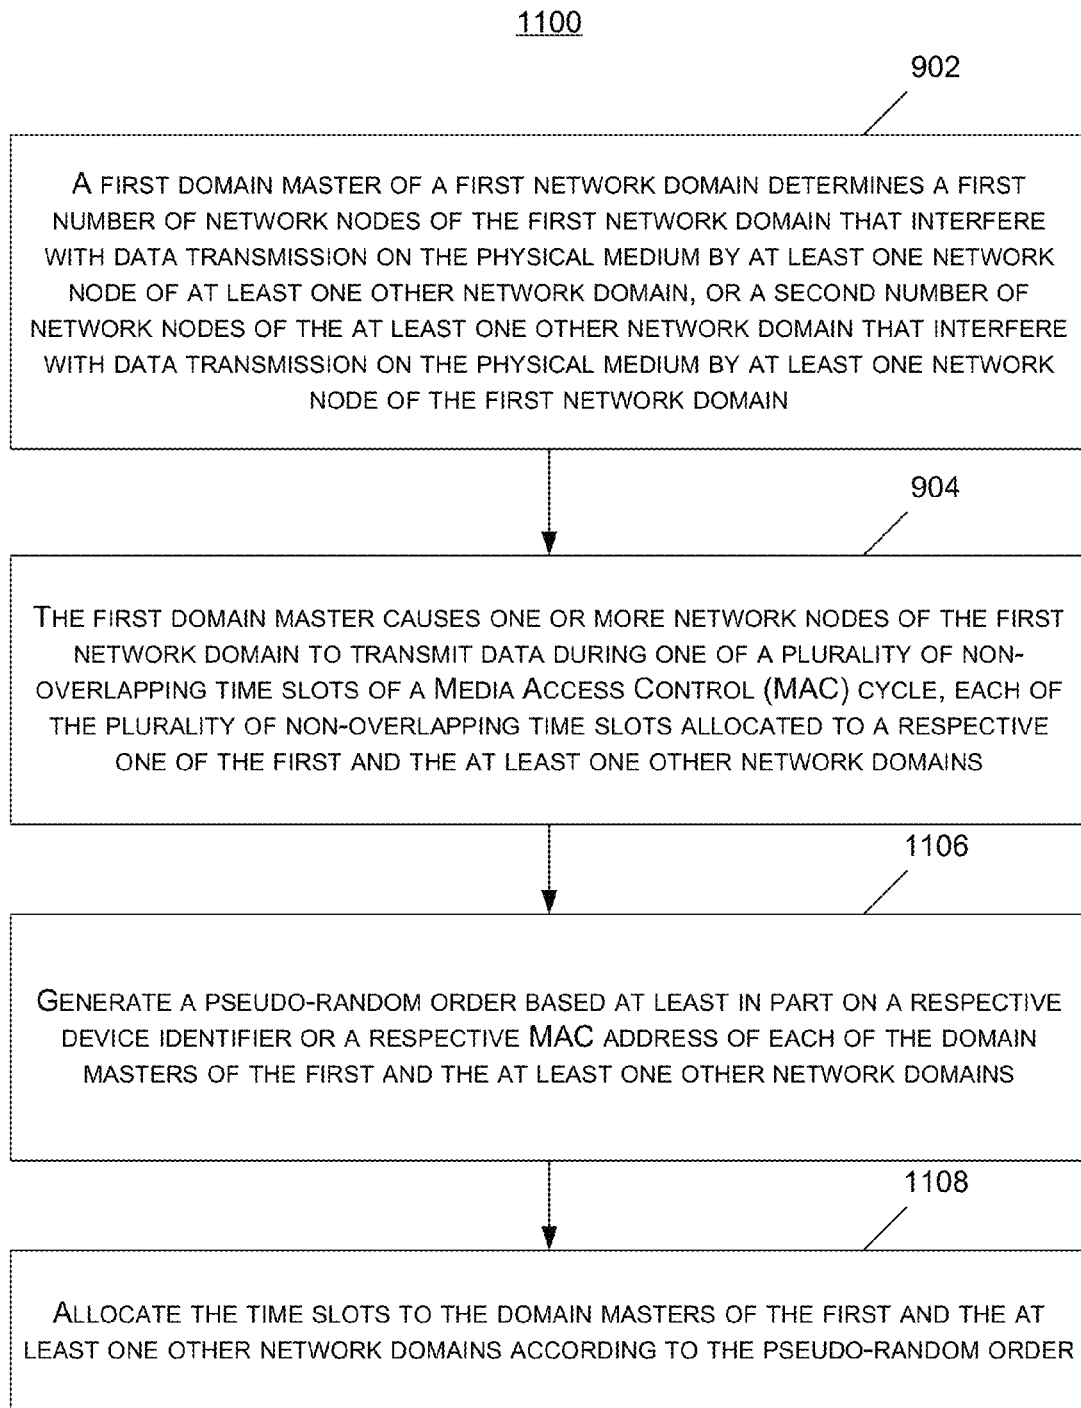 1100
902
A FIRST DOMAIN MASTER OF A FIRST NETWORK DOMAIN DETERMINES A FIRST
NUMBER OF NETWORK NODES OF THE FIRST NETWORK DOMAIN THAT INTERFERE
WITH DATA TRANSMISSION ON THE PHYSICAL MEDIUM BY AT LEAST ONE NETWORK
NODE OF AT LEAST ONE OTHER NETWORK DOMAIN, OR A SECOND NUMBER OF
NETWORK NODES OF THE AT LEAST ONE OTHER NETWORK DOMAIN THAT INTERFERE
WITH DATA TRANSMISSION ON THE PHYSICAL MEDIUM BY AT LEAST ONE NETWORK
NODE OF THE FIRST NETWORK DOMAIN
904
THE FIRST DOMAIN MASTER CAUSES ONE OR MORE NETWORK NODES OF THE FIRST
NETWORK DOMAIN TO TRANSMIT DATA DURING ONE OF A PLURALITY OF NON-
OVERLAPPING TIME SLOTS OF A MEDIA ACCESS CONTROL (MAC) CYCLE, EACH OF
THE PLURALITY OF NON-OVERLAPPING TIME SLOTS ALLOCATED TO A RESPECTIVE
ONE OF THE FIRST AND THE AT LEAST ONE OTHER NETWORK DOMAINS
1106
GENERATE A PSEUDO-RANDOM ORDER BASED AT LEAST IN PART ON A RESPECTIVE
DEVICE IDENTIFIER OR A RESPECTIVE MAC ADDRESS OF EACH OF THE DOMAIN
MASTERS OF THE FIRST AND THE AT LEAST ONE OTHER NETWORK DOMAINS
1108
ALLOCATE THE TIME SLOTS TO THE DOMAIN MASTERS OF THE FIRST AND THE AT
LEAST ONE OTHER NETWORK DOMAINS ACCORDING TO THE PSEUDO-RANDOM ORDER